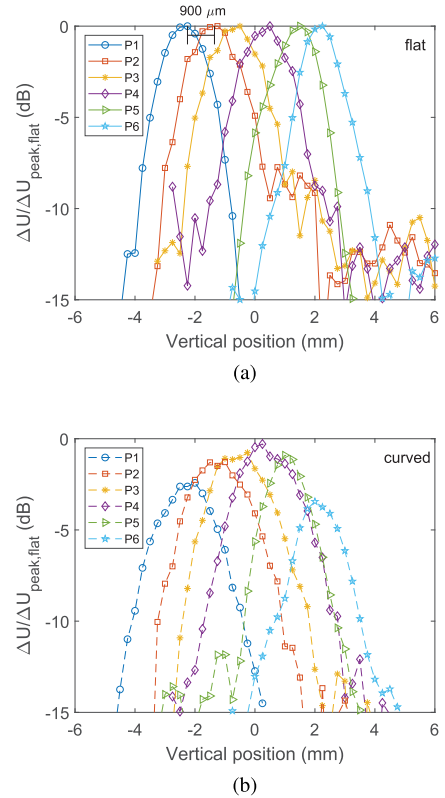 900 μm
0
-5
-10
-15
ΔU/ΔU_peak,flat (dB)
flat
P1
P2
P3
P4
P5
P6
-6 -4 -2 0 2 4 6
Vertical position (mm)
(a)
0
-5
-10
-15
ΔU/ΔU_peak,flat (dB)
curved
P1
P2
P3
P4
P5
P6
-6 -4 -2 0 2 4 6
Vertical position (mm)
(b)